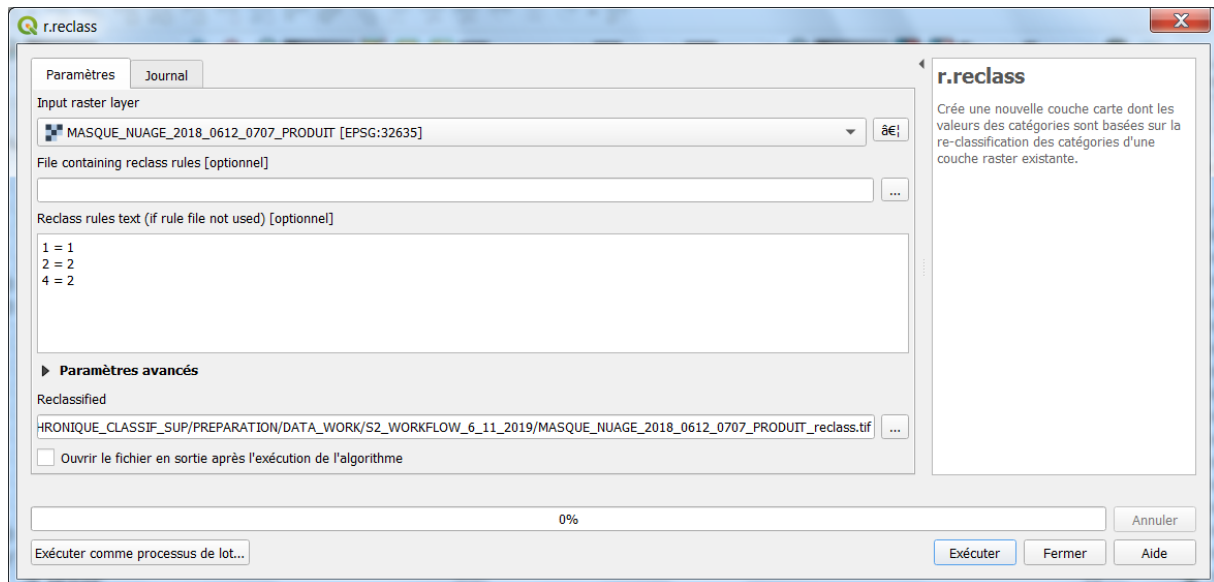 r.reclass
X
Paramètres
Journal
Input raster layer
MASQUE_NUAGE_2018_0612_0707_PRODUIT [EPSG:32635]
â€¦
File containing reclass rules [optionnel]
...
Reclass rules text (if rule file not used) [optionnel]
1 = 1
2 = 2
4 = 2
Paramètres avancés
Reclassified
HRONIQUE_CLASSIF_SUP/PREPARATION/DATA_WORK/S2_WORKFLOW_6_11_2019/MASQUE_NUAGE_2018_0612_0707_PRODUIT_reclass.tif
...
Ouvrir le fichier en sortie après l'exécution de l'algorithme
r.reclass
Crée une nouvelle couche carte dont les
valeurs des catégories sont basées sur la
re-classification des catégories d'une
couche raster existante.
0%
Annuler
Exécuter comme processus de lot...
Exécuter
Fermer
Aide